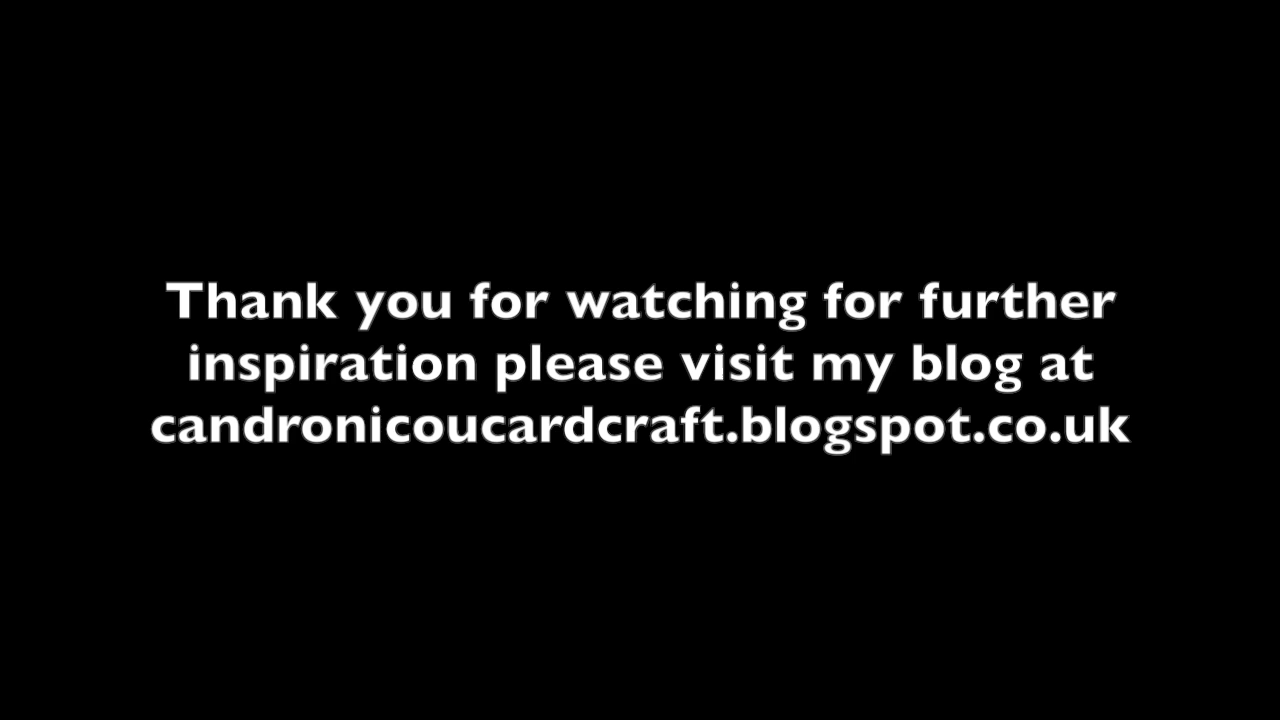 Thank you for watching for further
inspiration please visit my blog at
candronicoucardcraft.blogspot.co.uk